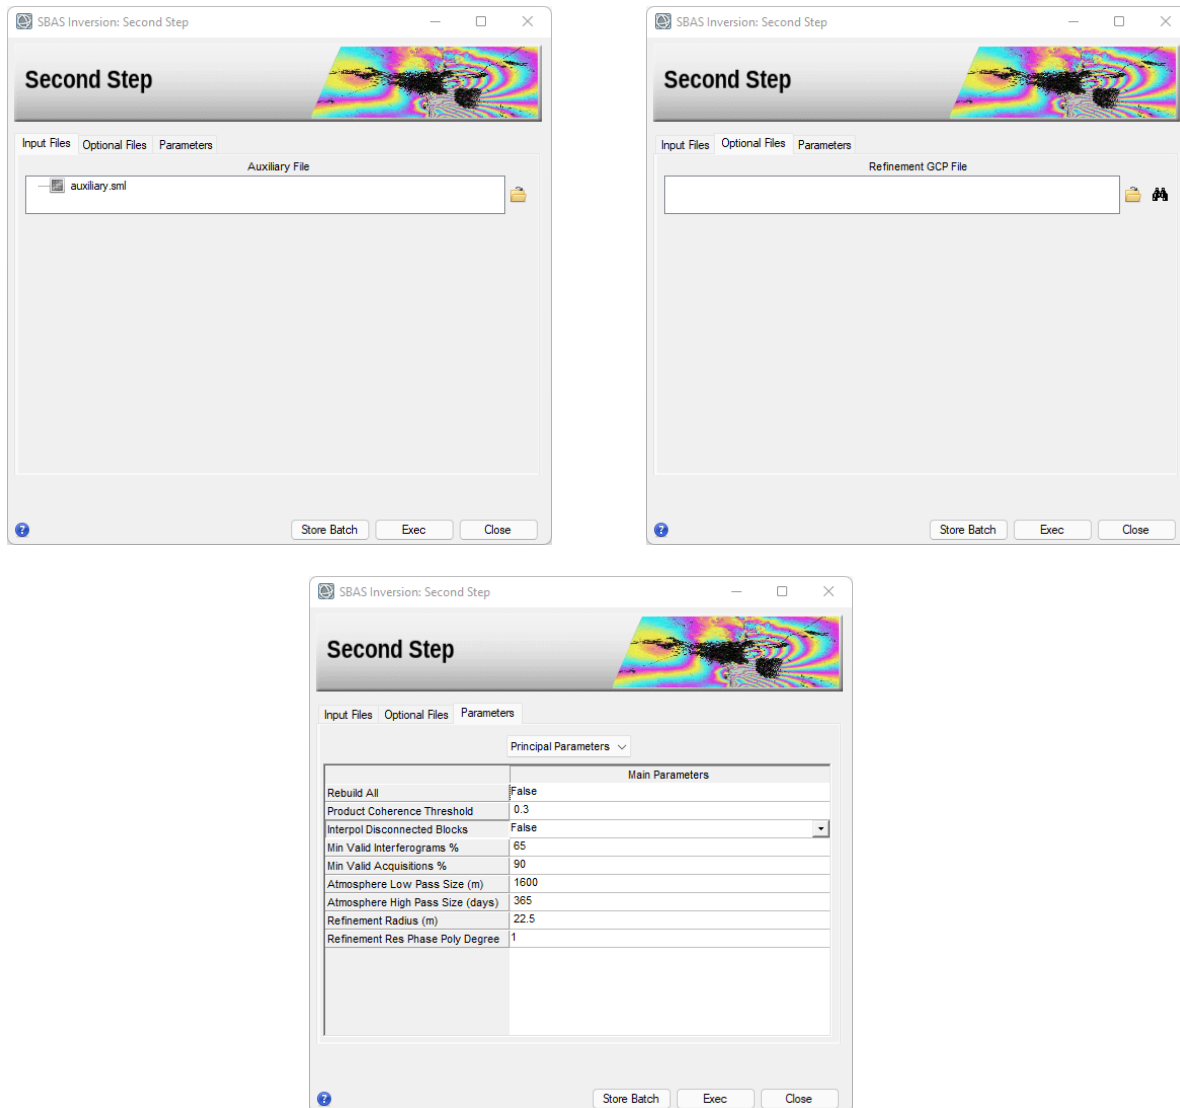 SBAS Inversion: Second Step
Second Step
Input Files Optional Files Parameters
Auxiliary File
auxiliary.sml
Store Batch Exec Close
SBAS Inversion: Second Step
Second Step
Input Files Optional Files Parameters
Refinement GCP File
Store Batch Exec Close
SBAS Inversion: Second Step
Second Step
Input Files Optional Files Parameters
Principal Parameters
Main Parameters
Rebuild All False
Product Coherence Threshold 0.3
Interpol Disconnected Blocks False
Min Valid Interferograms % 65
Min Valid Acquisitions % 90
Atmosphere Low Pass Size (m) 1600
Atmosphere High Pass Size (days) 365
Refinement Radius (m) 22.5
Refinement Res Phase Poly Degree 1
Store Batch Exec Close